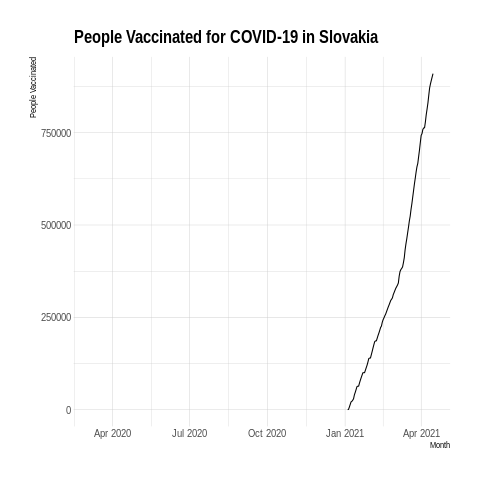 People Vaccinated for COVID-19 in Slovakia
People Vaccinated
750000
500000
250000
0
Apr 2020 Jul 2020 Oct 2020 Jan 2021 Apr 2021
Month